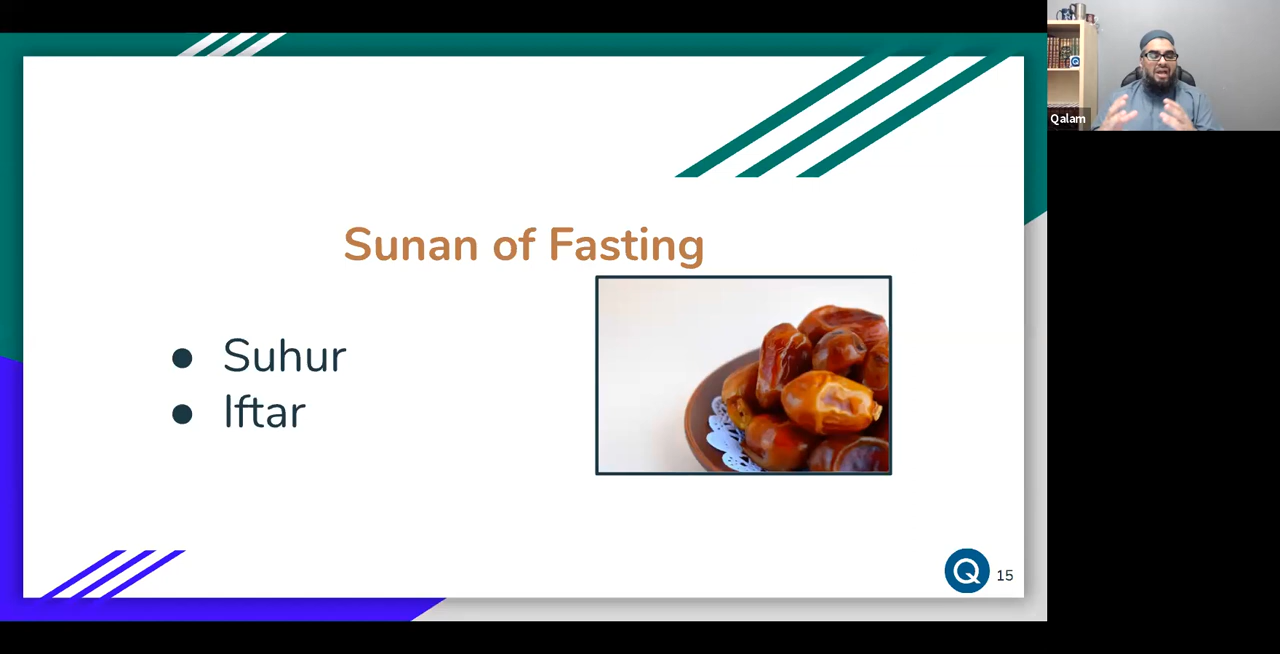 Sunan of Fasting
● Suhur
● Iftar
Q 15
Qalam